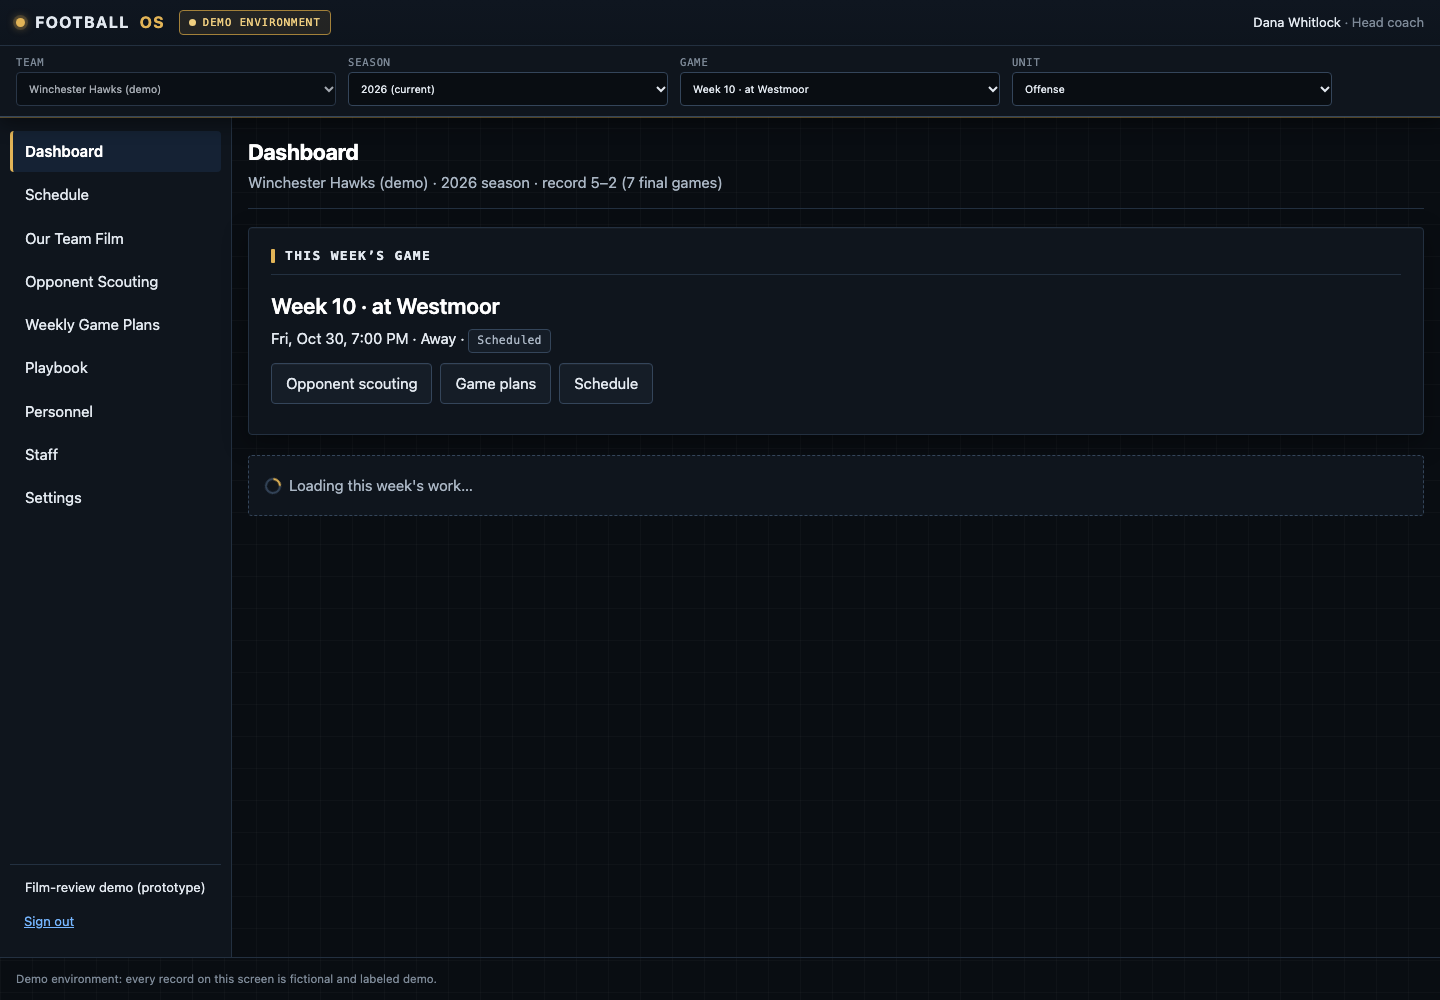 FOOTBALL OS
DEMO ENVIRONMENT
Dana Whitlock · Head coach
TEAM
SEASON
GAME
UNIT
Winchester Hawks (demo)
2026 (current)
Week 10 · at Westmoor
Offense
Dashboard
Schedule
Our Team Film
Opponent Scouting
Weekly Game Plans
Playbook
Personnel
Staff
Settings
Film-review demo (prototype)
Sign out
Dashboard
Winchester Hawks (demo) · 2026 season · record 5–2 (7 final games)
THIS WEEK’S GAME
Week 10 · at Westmoor
Fri, Oct 30, 7:00 PM · Away · Scheduled
Opponent scouting
Game plans
Schedule
Loading this week's work...
Demo environment: every record on this screen is fictional and labeled demo.